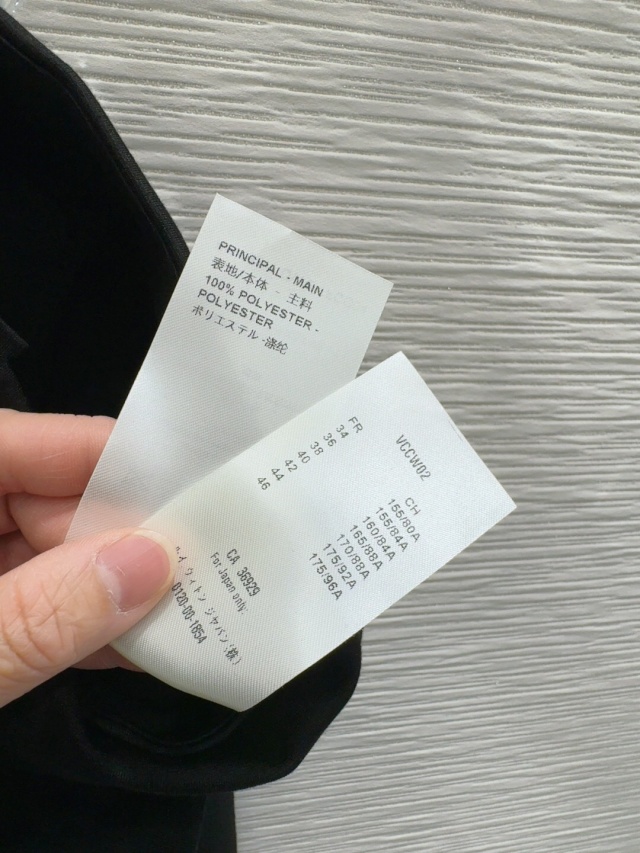 PRINCIPAL - MAIN
表地/本体 - 主料
100% POLYESTER -
POLYESTER
ポリエステル -涤纶
VCCW02
FR CH
34 155/80A
36 155/84A
38 160/84A
40 165/88A
42 170/88A
44 175/92A
46 175/96A
CA 36929
For Japan only:
ルイ ヴィトン ジャパン(株)
0120-00-1854